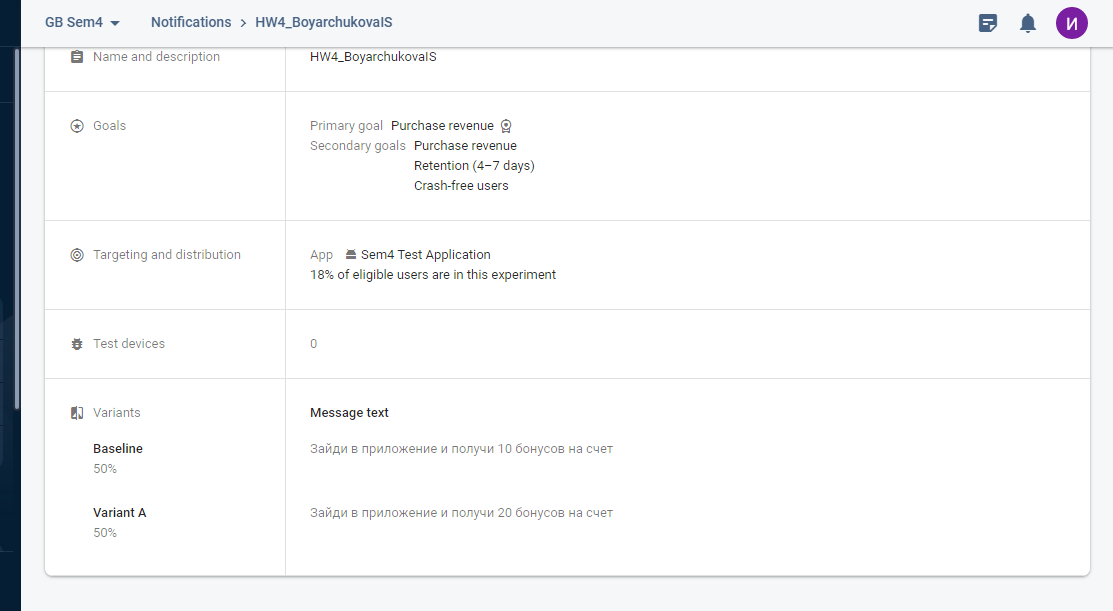 GB Sem4 Notifications > HW4_BoyarchukovaIS И
Name and description HW4_BoyarchukovaIS
Goals Primary goal Purchase revenue
Secondary goals Purchase revenue
Retention (4–7 days)
Crash-free users
Targeting and distribution App Sem4 Test Application
18% of eligible users are in this experiment
Test devices 0
Variants Message text
Baseline Зайди в приложение и получи 10 бонусов на счет
50%
Variant A Зайди в приложение и получи 20 бонусов на счет
50%